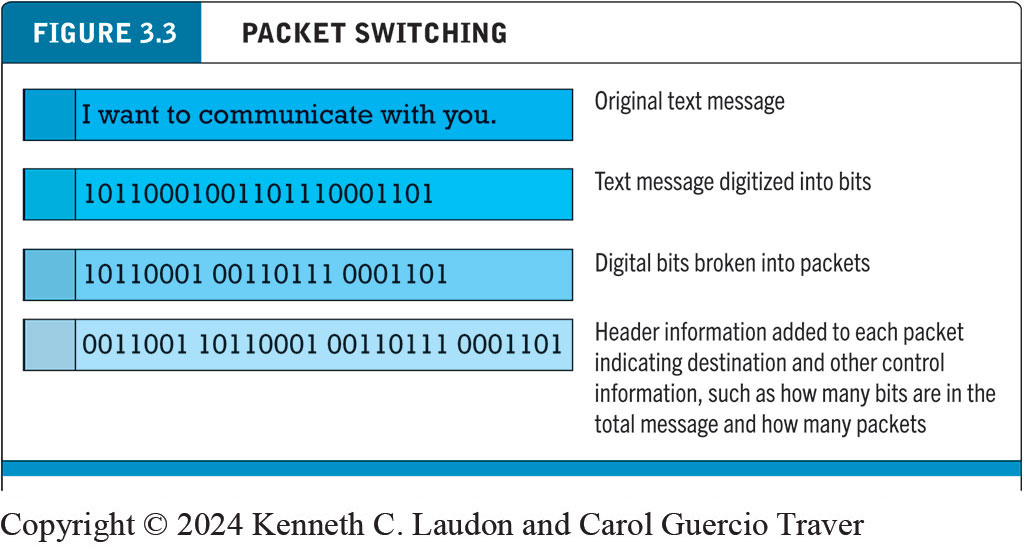 FIGURE 3.3 PACKET SWITCHING
I want to communicate with you.
Original text message
10110001001101110001101
Text message digitized into bits
10110001 00110111 0001101
Digital bits broken into packets
0011001 10110001 00110111 0001101
Header information added to each packet
indicating destination and other control
information, such as how many bits are in the
total message and how many packets
Copyright © 2024 Kenneth C. Laudon and Carol Guercio Traver